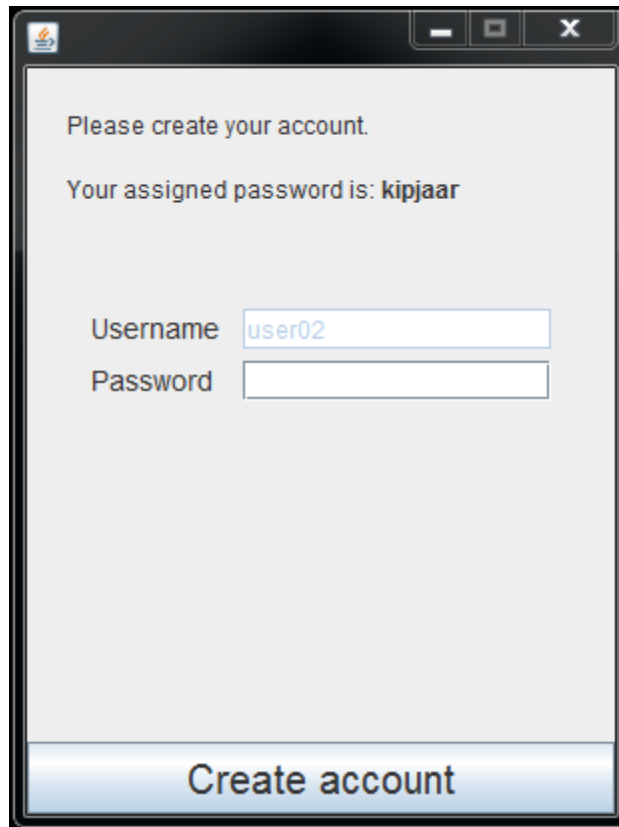 Please create your account.
Your assigned password is: kipjaar
Username user02
Password
Create account